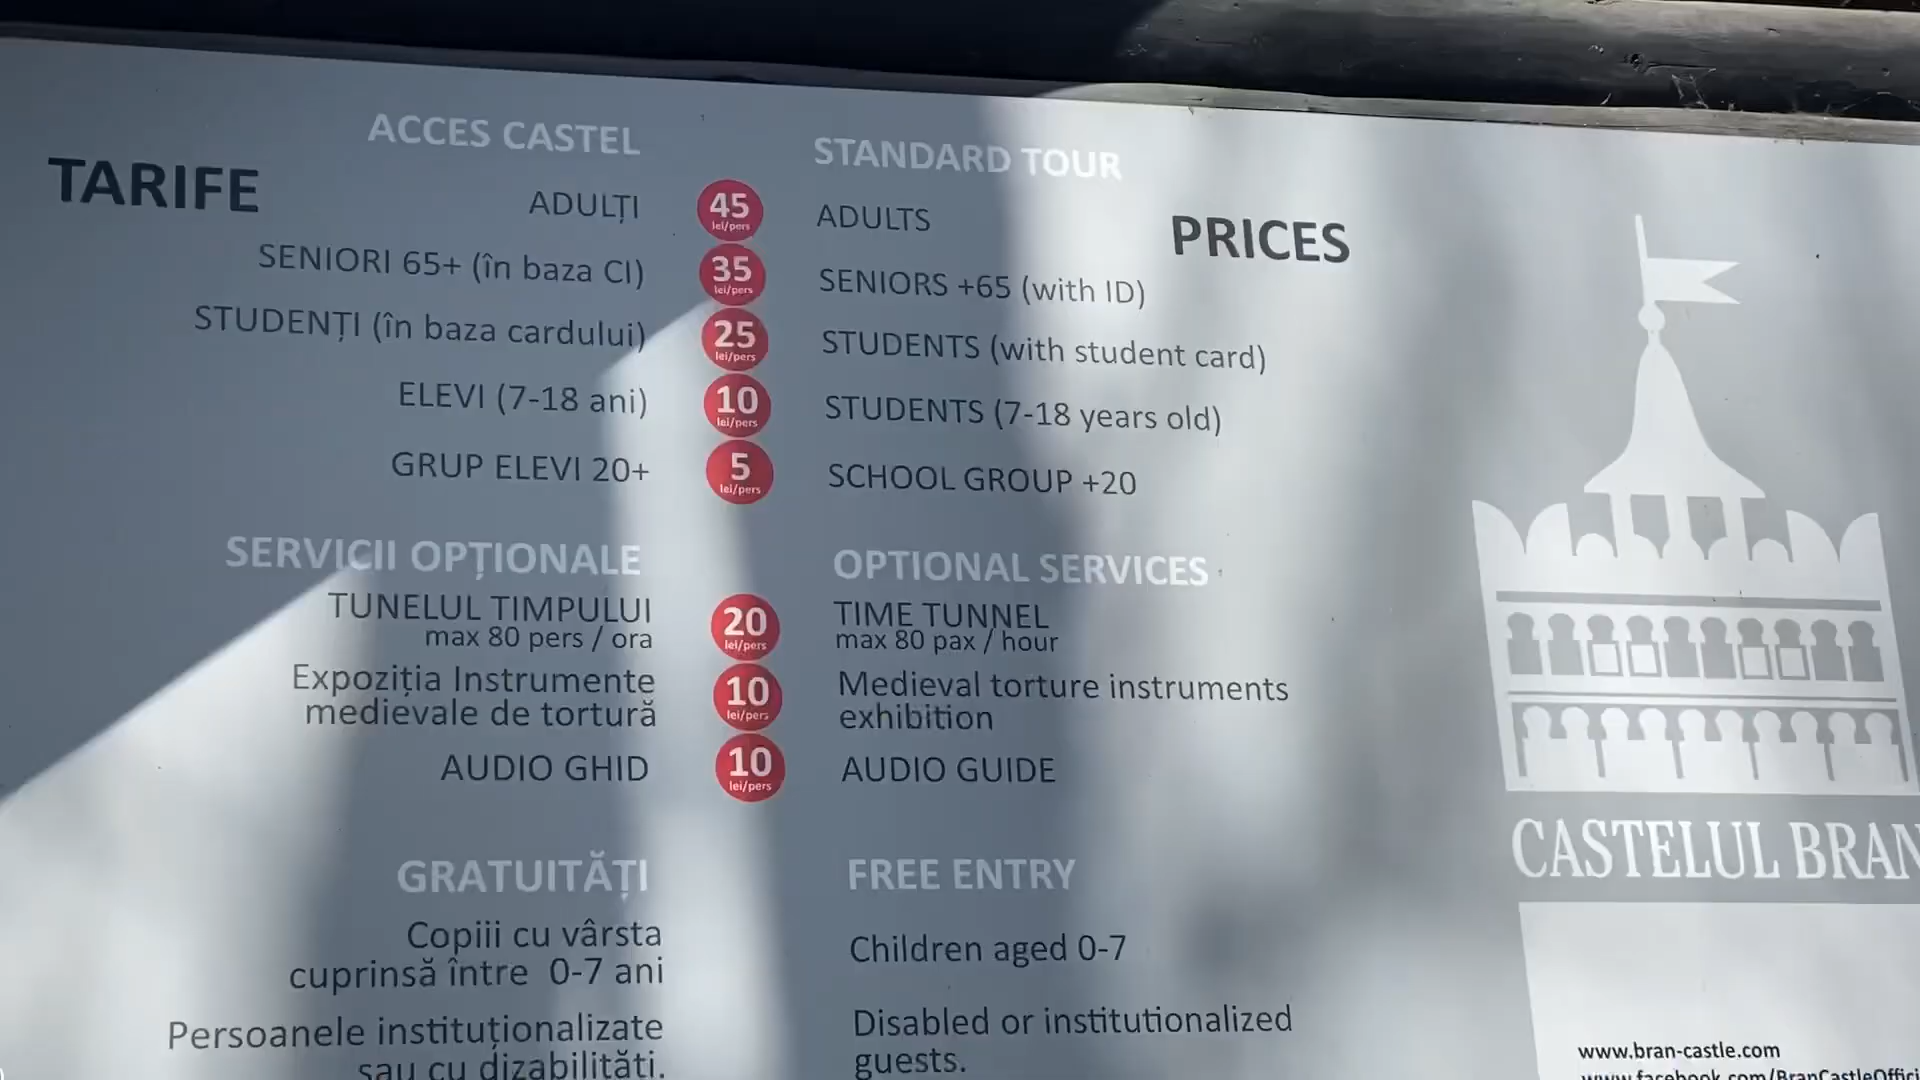 TARIFE
ACCES CASTEL
ADULȚI
SENIORI 65+ (în baza CI)
STUDENȚI (în baza cardului)
ELEVI (7-18 ani)
GRUP ELEVI 20+
45
lei/pers
35
lei/pers
25
lei/pers
10
lei/pers
5
lei/pers
STANDARD TOUR
ADULTS
SENIORS +65 (with ID)
STUDENTS (with student card)
STUDENTS (7-18 years old)
SCHOOL GROUP +20
PRICES
SERVICII OPȚIONALE
TUNELUL TIMPULUI
max 80 pers / ora
Expoziția Instrumente
medievale de tortură
AUDIO GHID
20
lei/pers
10
lei/pers
10
lei/pers
OPTIONAL SERVICES
TIME TUNNEL
max 80 pax / hour
Medieval torture instruments
exhibition
AUDIO GUIDE
GRATUITĂȚI
Copiii cu vârsta
cuprinsă între 0-7 ani
Persoanele instituționalizate
sau cu dizabilități.
FREE ENTRY
Children aged 0-7
Disabled or institutionalized
guests.
CASTELUL BRAN
www.bran-castle.com
www.facebook.com/BranCastleOffici